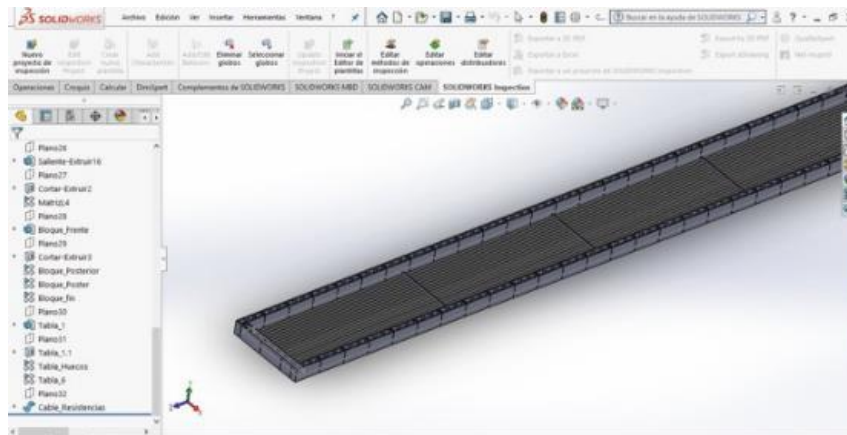 SOLIDWORKS
Archivo Edición Ver Insertar Herramientas Ventana ?
Buscar en la ayuda de SOLIDWORKS
Nuevo proyecto de inspección
Eliminar globos
Seleccionar globos
Iniciar el Editor de plantillas
Editar métodos de inspección
Editar operaciones
Editar distribuidores
Operaciones Croquis Calcular DimXpert Complementos de SOLIDWORKS SOLIDWORKS MBD SOLIDWORKS CAM SOLIDWORKS Inspection
Plano26
Saliente-Extruir16
Plano27
Cortar-Extruir2
MatrizL4
Plano28
Bloque_Frente
Plano29
Cortar-Extruir3
Bloque_Posterior
Bloque_Poster
Bloque_fin
Plano30
Tabla_1
Plano31
Tabla_1.1
Tabla_Huecos
Tabla_6
Plano32
Cable_Resistencias